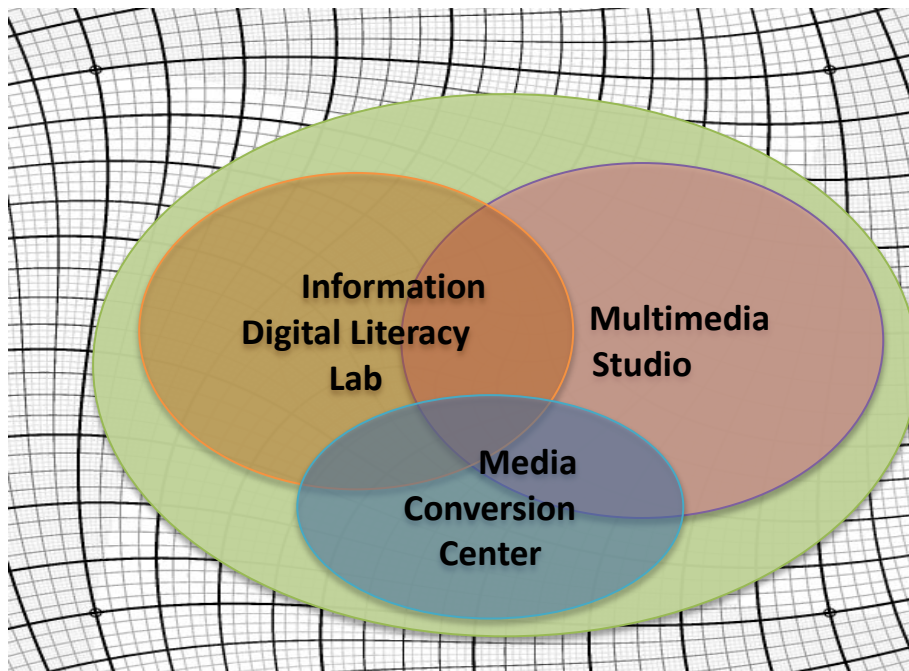 Information
Digital Literacy
Lab
Multimedia
Studio
Media
Conversion
Center